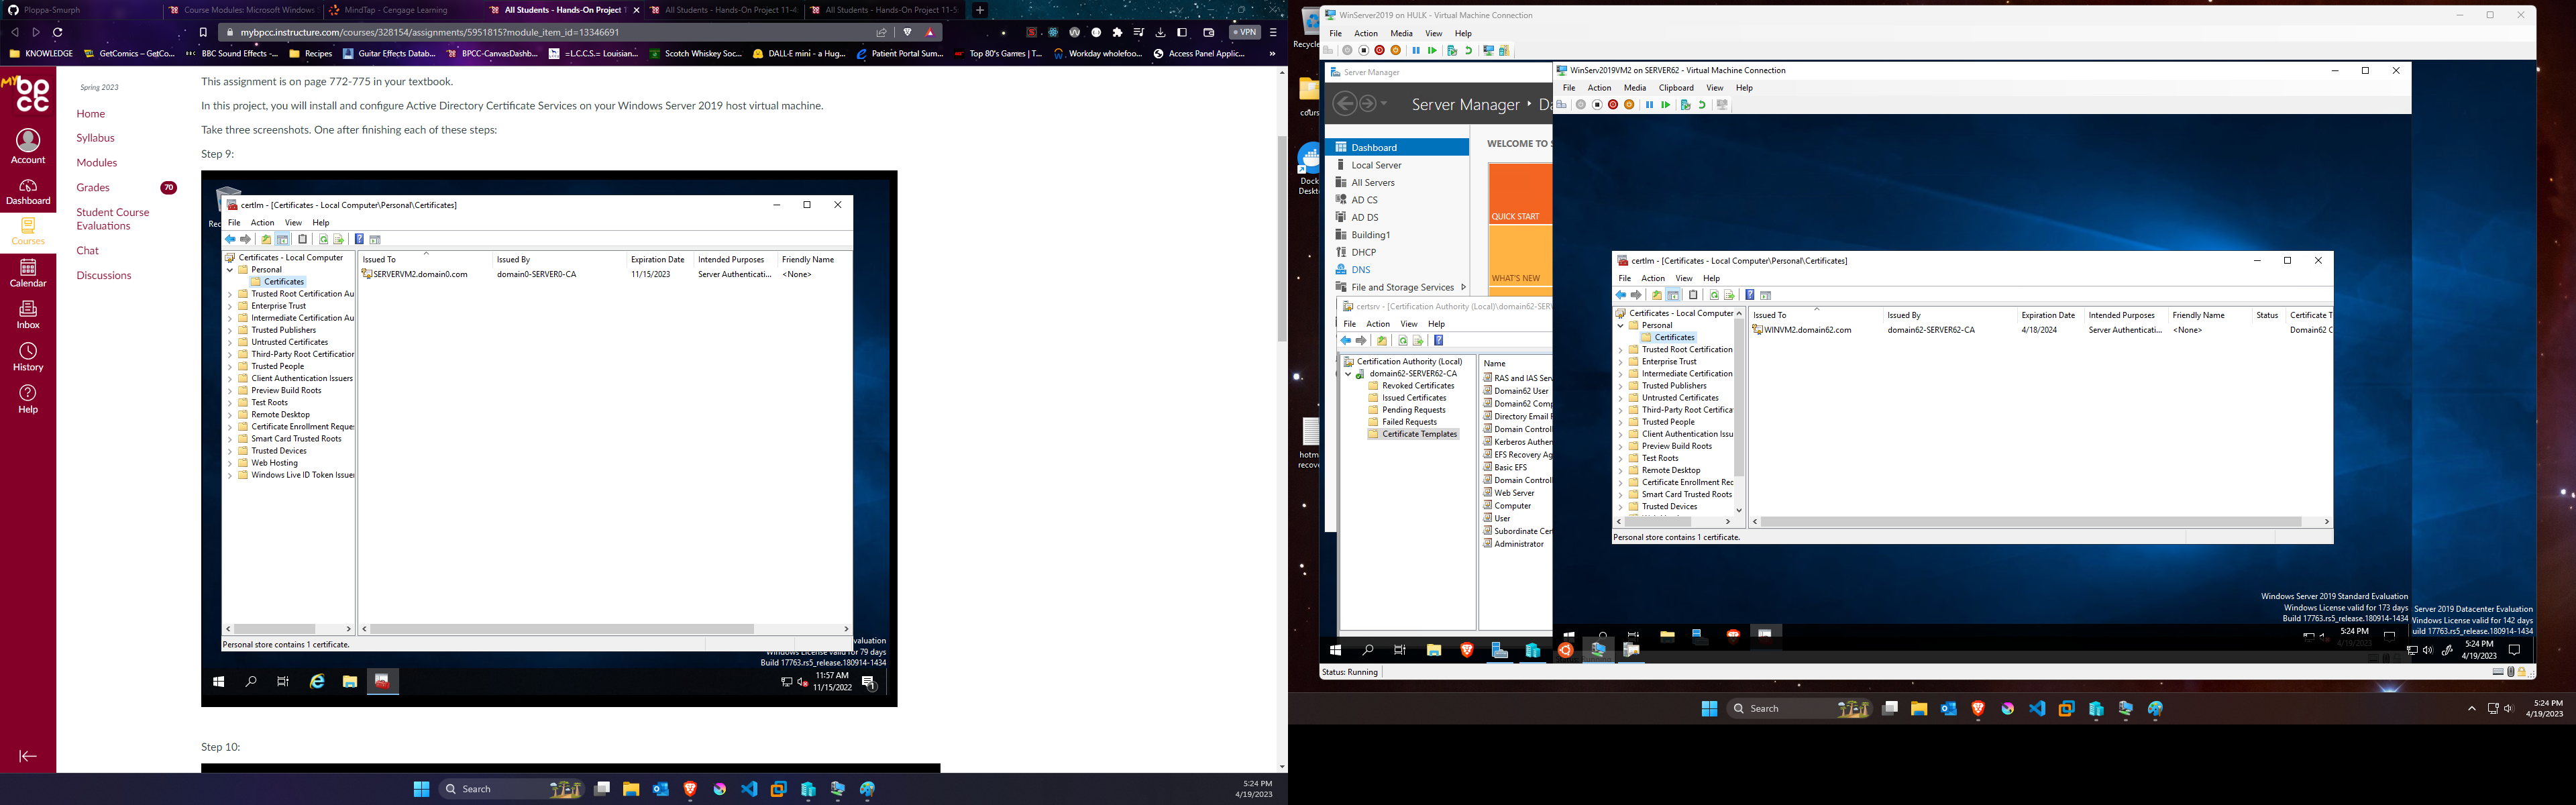 Ploppa-Smurph
Course Modules: Microsoft Windows
MindTap - Cengage Learning
All Students - Hands-On Project 1
All Students - Hands-On Project 11-4
All Students - Hands-On Project 11-5
mybpcc.instructure.com/courses/328154/assignments/5951815?module_item_id=13346691
VPN
KNOWLEDGE
GetComics – GetCo...
BBC Sound Effects -...
Recipes
Guitar Effects Datab...
BPCC-CanvasDashb...
=L.C.C.S.= Louisian...
Scotch Whiskey Soc...
DALL·E mini - a Hug...
Patient Portal Sum...
Top 80's Games | T...
Workday wholefoo...
Access Panel Applic...
MY
bp
cc
Account
Dashboard
Courses
Calendar
Inbox
History
Help
Spring 2023
Home
Syllabus
Modules
Grades
70
Student Course
Evaluations
Chat
Discussions
This assignment is on page 772-775 in your textbook.
In this project, you will install and configure Active Directory Certificate Services on your Windows Server 2019 host virtual machine.
Take three screenshots. One after finishing each of these steps:
Step 9:
certlm - [Certificates - Local Computer\Personal\Certificates]
File Action View Help
Certificates - Local Computer
Personal
Certificates
Trusted Root Certification Au
Enterprise Trust
Intermediate Certification Au
Trusted Publishers
Untrusted Certificates
Third-Party Root Certification
Trusted People
Client Authentication Issuers
Preview Build Roots
Test Roots
Remote Desktop
Certificate Enrollment Reques
Smart Card Trusted Roots
Trusted Devices
Web Hosting
Windows Live ID Token Issuer
Issued To Issued By Expiration Date Intended Purposes Friendly Name
SERVERVM2.domain0.com domain0-SERVER0-CA 11/15/2023 Server Authenticati... <None>
Personal store contains 1 certificate.
valuation
Windows License valid for 79 days
Build 17763.rs5_release.180914-1434
11:57 AM
11/15/2022
1
Step 10:
Search
5:24 PM
4/19/2023
WinServer2019 on HULK - Virtual Machine Connection
File Action Media View Help
Server Manager
Server Manager
Dashboard
Local Server
All Servers
AD CS
AD DS
Building1
DHCP
DNS
File and Storage Services
WELCOME TO S
QUICK START
WHAT'S NEW
certsrv - [Certification Authority (Local)\domain62-SERV
File Action View Help
Certification Authority (Local)
domain62-SERVER62-CA
Revoked Certificates
Issued Certificates
Pending Requests
Failed Requests
Certificate Templates
Name
RAS and IAS Serv
Domain62 User
Domain62 Comp
Directory Email R
Domain Controll
Kerberos Authen
EFS Recovery Ag
Basic EFS
Domain Controll
Web Server
Computer
User
Subordinate Cert
Administrator
WinServ2019VM2 on SERVER62 - Virtual Machine Connection
File Action Media Clipboard View Help
certlm - [Certificates - Local Computer\Personal\Certificates]
File Action View Help
Certificates - Local Computer
Personal
Certificates
Trusted Root Certification
Enterprise Trust
Intermediate Certification
Trusted Publishers
Untrusted Certificates
Third-Party Root Certifica
Trusted People
Client Authentication Issu
Preview Build Roots
Test Roots
Remote Desktop
Certificate Enrollment Rec
Smart Card Trusted Roots
Trusted Devices
Issued To Issued By Expiration Date Intended Purposes Friendly Name Status Certificate T
WINVM2.domain62.com domain62-SERVER62-CA 4/18/2024 Server Authenticati... <None> Domain62 C
Personal store contains 1 certificate.
Windows Server 2019 Standard Evaluation
Windows License valid for 173 days
Build 17763.rs5_release.180914-1434
5:24 PM
4/19/2023
Server 2019 Datacenter Evaluation
Windows License valid for 142 days
uild 17763.rs5_release.180914-1434
5:24 PM
4/19/2023
Status: Running
Search
5:24 PM
4/19/2023